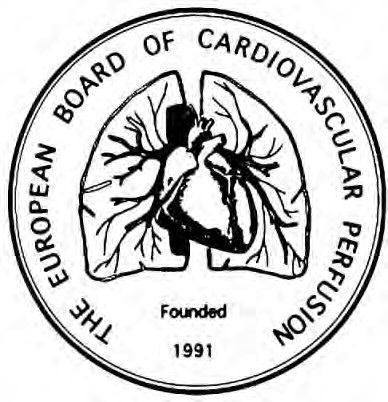 THE EUROPEAN BOARD OF CARDIOVASCULAR PERFUSION
Founded
1991